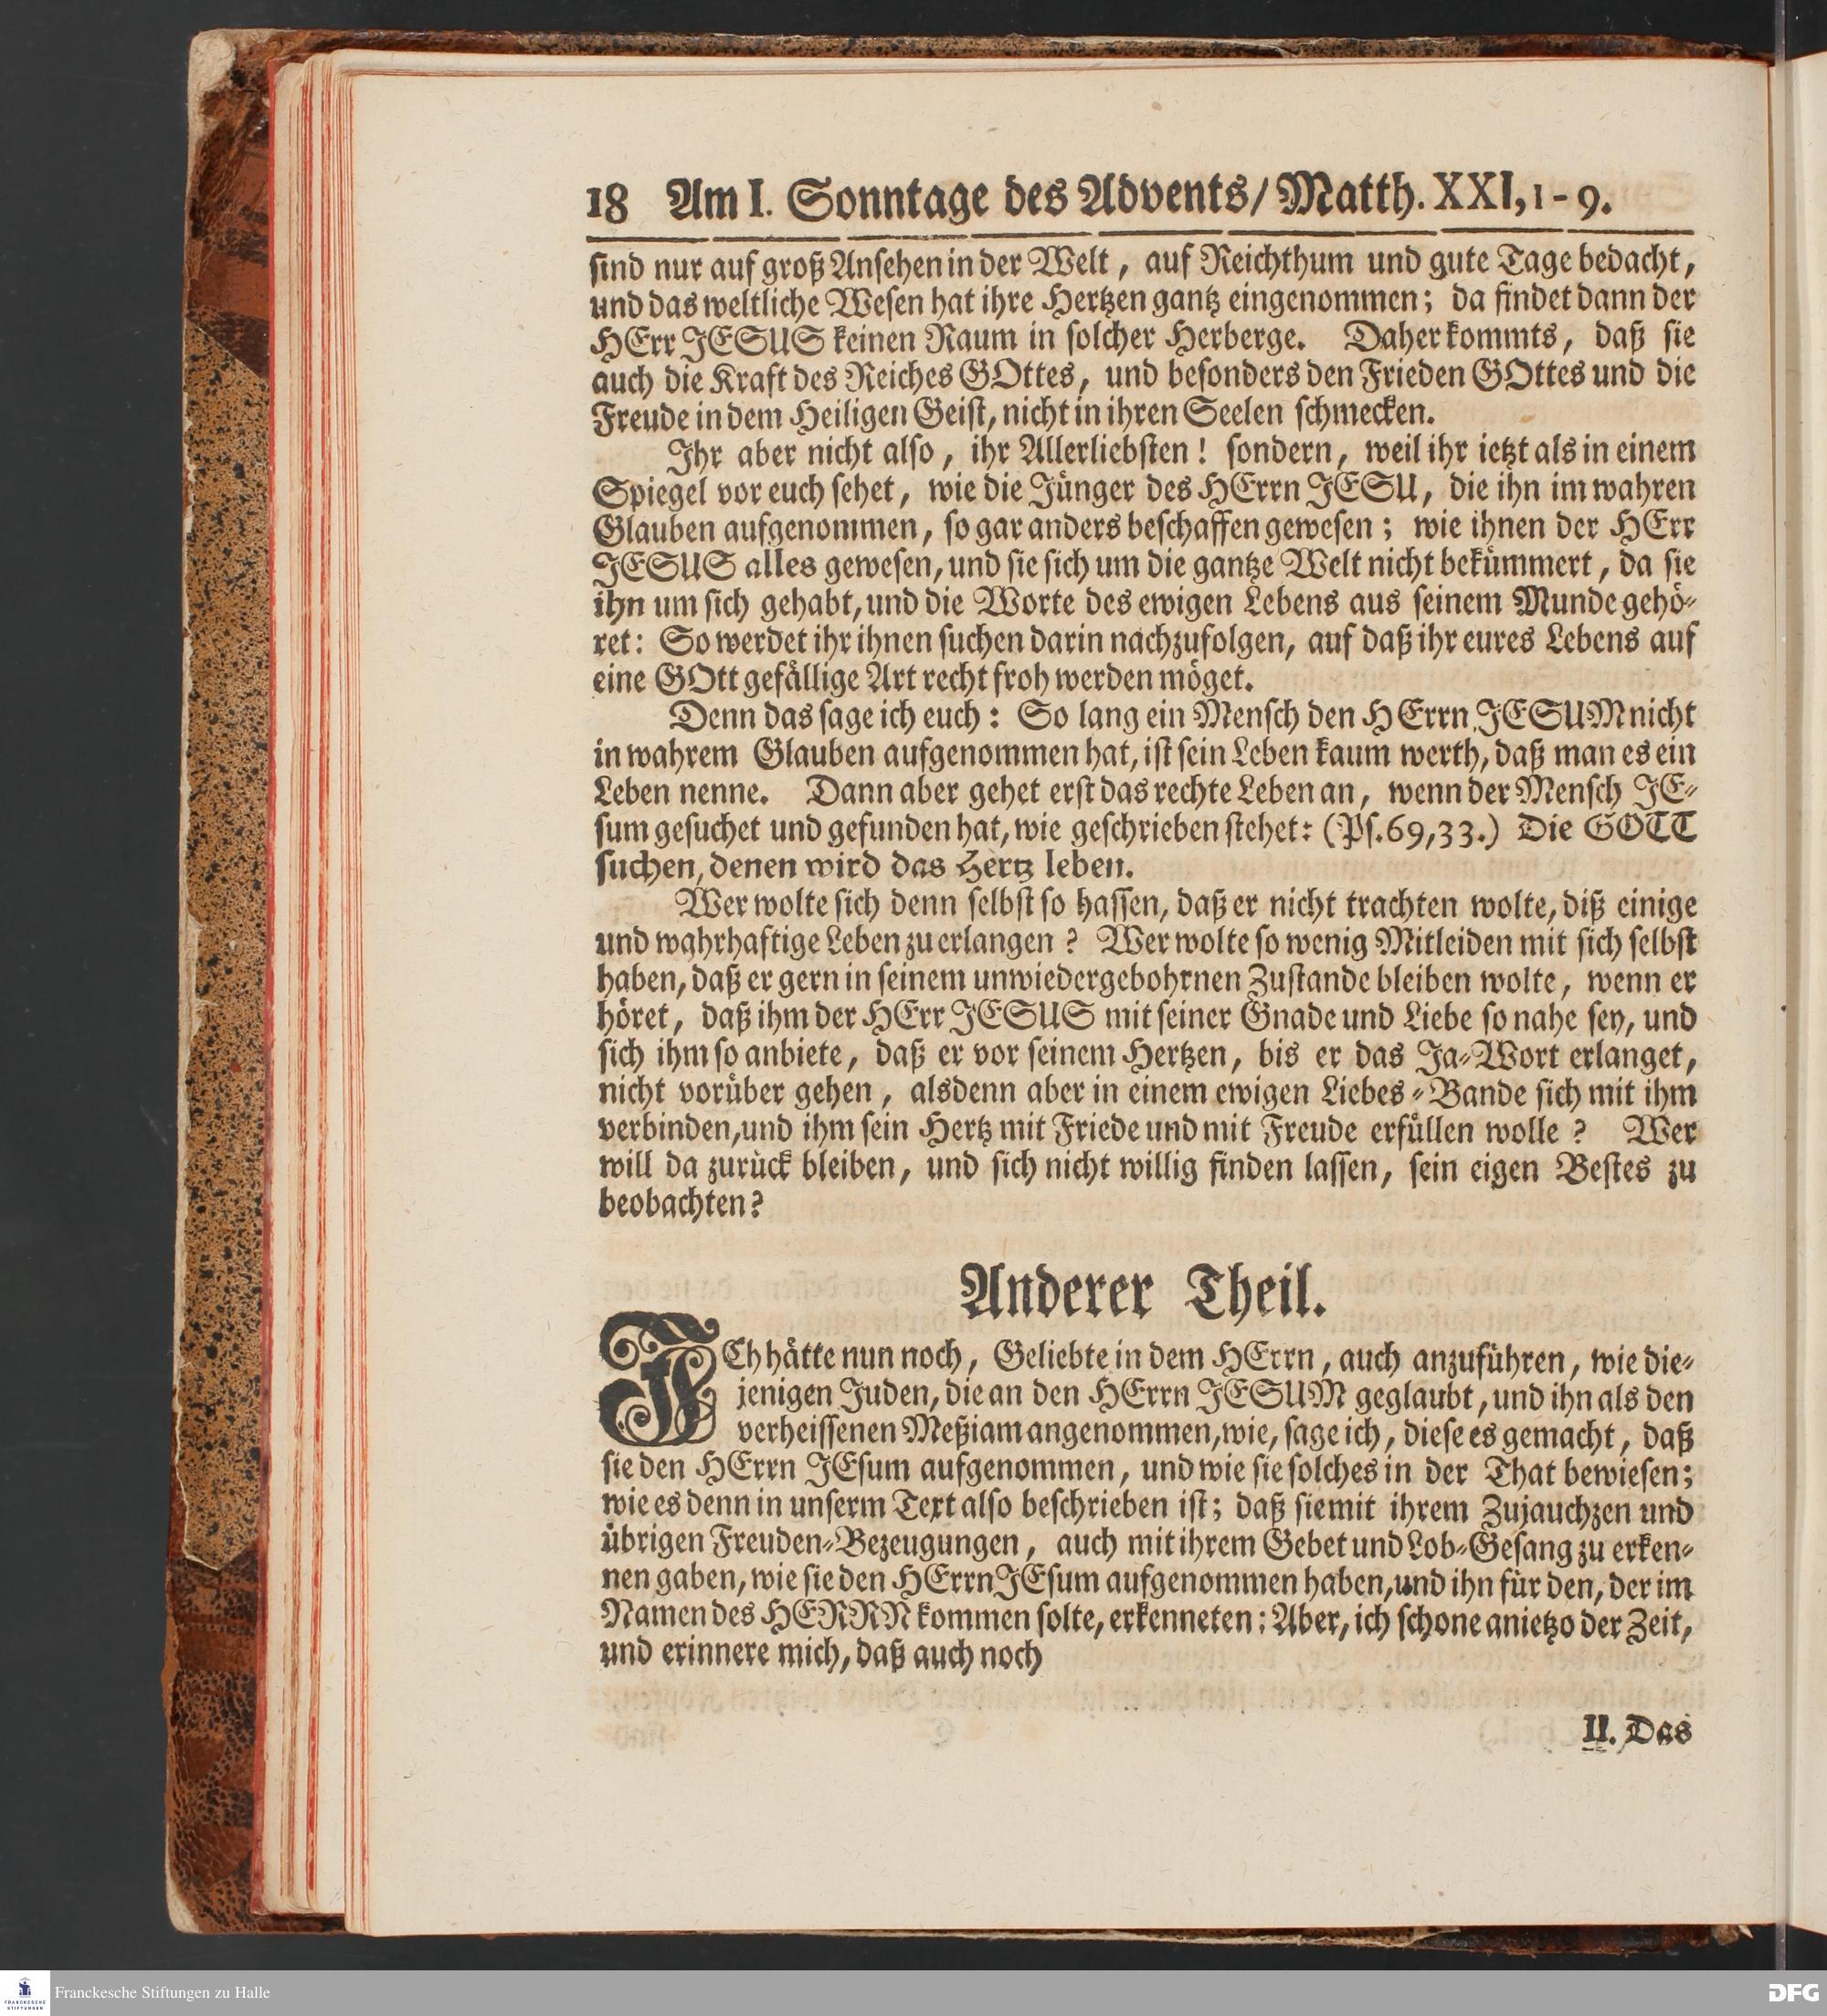 18 Am I. Sonntage des Advents/ Matth. XXI, 1-9.
sind nur auf groß Ansehen in der Welt, auf Reichthum und gute Tage bedacht,
und das weltliche Wesen hat ihre Hertzen gantz eingenommen; da findet dann der
HErr JESUS keinen Raum in solcher Herberge. Daher kommts, daß sie
auch die Kraft des Reiches GOttes, und besonders den Frieden GOttes und die
Freude in dem Heiligen Geist, nicht in ihren Seelen schmecken.
Ihr aber nicht also, ihr Allerliebsten! sondern, weil ihr ietzt als in einem
Spiegel vor euch sehet, wie die Jünger des HErrn JESU, die ihn im wahren
Glauben aufgenommen, so gar anders beschaffen gewesen; wie ihnen der HErr
JESUS alles gewesen, und sie sich um die gantze Welt nicht bekümmert, da sie
ihn um sich gehabt, und die Worte des ewigen Lebens aus seinem Munde gehö-
ret: So werdet ihr ihnen suchen darin nachzufolgen, auf daß ihr eures Lebens auf
eine GOtt gefällige Art recht froh werden möget.
Denn das sage ich euch: So lang ein Mensch den HErrn JESUM nicht
in wahrem Glauben aufgenommen hat, ist sein Leben kaum werth, daß man es ein
Leben nenne. Dann aber gehet erst das rechte Leben an, wenn der Mensch JE-
sum gesuchet und gefunden hat, wie geschrieben stehet: (Ps. 69, 33.) Die GOTT
suchen, denen wird das Hertz leben.
Wer wolte sich denn selbst so hassen, daß er nicht trachten wolte, diß einige
und wahrhaftige Leben zu erlangen? Wer wolte so wenig Mitleiden mit sich selbst
haben, daß er gern in seinem unwiedergebohrnen Zustande bleiben wolte, wenn er
höret, daß ihm der HErr JESUS mit seiner Gnade und Liebe so nahe sey, und
sich ihm so anbiete, daß er vor seinem Hertzen, bis er das Ja-Wort erlanget,
nicht vorüber gehen, alsdenn aber in einem ewigen Liebes-Bande sich mit ihm
verbinden, und ihm sein Hertz mit Friede und mit Freude erfüllen wolle? Wer
will da zurück bleiben, und sich nicht willig finden lassen, sein eigen Bestes zu
beobachten?
Anderer Theil.
ICh hätte nun noch, Geliebte in dem HErrn, auch anzuführen, wie die-
jenigen Juden, die an den HErrn JESUM geglaubt, und ihn als den
verheissenen Meßiam angenommen, wie, sage ich, diese es gemacht, daß
sie den HErrn JEsum aufgenommen, und wie sie solches in der That bewiesen;
wie es denn in unserm Text also beschrieben ist; daß sie mit ihrem Zujauchzen und
übrigen Freuden-Bezeugungen, auch mit ihrem Gebet und Lob-Gesang zu erken-
nen gaben, wie sie den HErrn JEsum aufgenommen haben, und ihn für den, der im
Namen des HERRN kommen solte, erkenneten: Aber, ich schone anietzo der Zeit,
und erinnere mich, daß auch noch
II. Das
FRANCKESCHE
STIFTUNGEN
Franckesche Stiftungen zu Halle
DFG